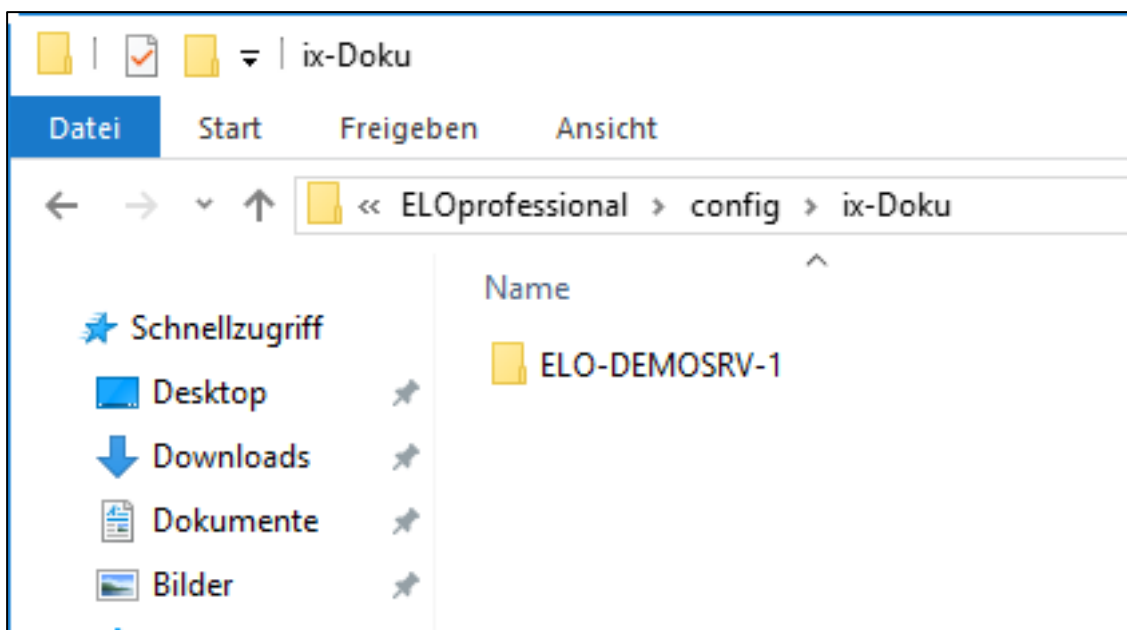 ix-Doku
Datei Start Freigeben Ansicht
« ELOprofessional > config > ix-Doku
Name
Schnellzugriff
ELO-DEMOSRV-1
Desktop
Downloads
Dokumente
Bilder